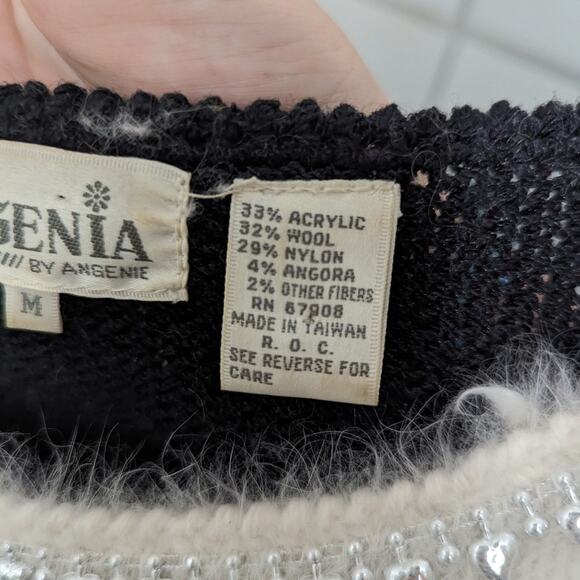 GENIA
BY ANGENIE
M
33% ACRYLIC
32% WOOL
29% NYLON
4% ANGORA
2% OTHER FIBERS
RN 67908
MADE IN TAIWAN
R. O. C.
SEE REVERSE FOR
CARE